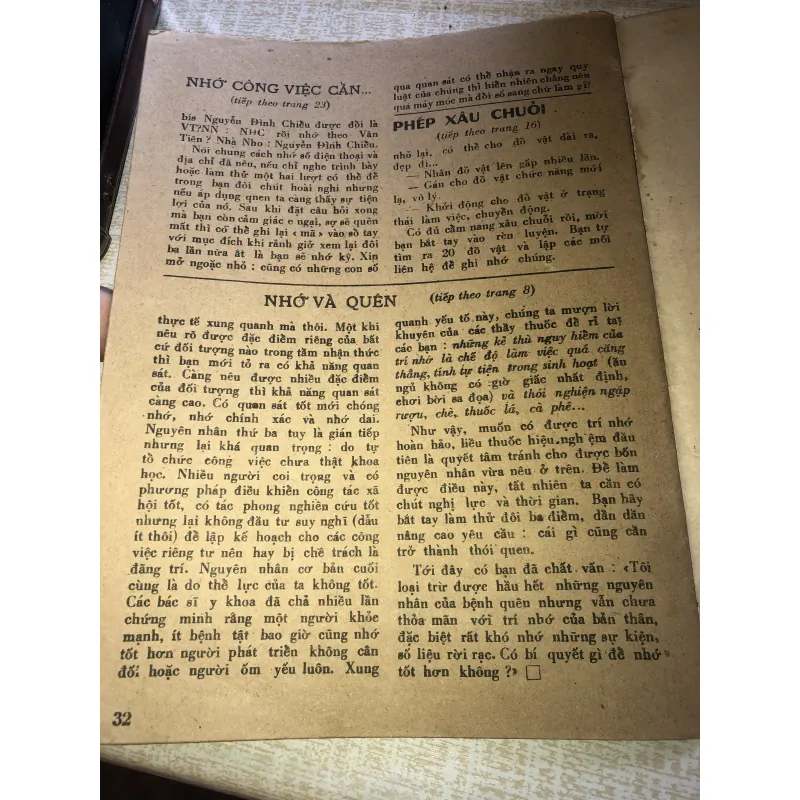 NHỚ CÔNG VIỆC CẦN...
(tiếp theo trang 23)
bia Nguyễn Đình Chiểu được đổi là
VT?NN : NĐC rồi nhớ theo Vân
Tiên ? Nhà Nho : Nguyễn Đình Chiểu.
Nói chung cách nhớ số điện thoại và
địa chỉ đã nêu, nếu chỉ nghe trình bày
hoặc làm thử một hai lượt có thể để
trong bạn đôi chút hoài nghi nhưng
nếu áp dụng quen ta càng thấy sự tiện
lợi của nó. Sau khi đặt câu hỏi xong
mà bạn còn cảm giác e ngại, sợ sẽ quên
mất thì có thể ghi lại « mã » vào sổ tay
với mục đích khi rảnh giở xem lại đôi
ba lần nữa ắt là bạn sẽ nhớ kỹ. Xin
mở ngoặc nhỏ : cũng có những con số
qua quan sát có thể nhận ra ngay quy
luật của chúng thì hiển nhiên chẳng nên
quá máy móc mà đổi số sang chữ làm gì?
PHÉP XÂU CHUỖI
(tiếp theo trang 16)
nhỏ lại, có thể cho đồ vật dài ra,
dẹp đi...
— Nhân đồ vật lên gấp nhiều lần.
— Gán cho đồ vật chức năng mới
lạ, vô lý.
— Khởi động cho đồ vật ở trạng
thái làm việc, chuyển động.
Có đủ cẩm nang xâu chuỗi rồi, mời
bạn bắt tay vào rèn luyện. Bạn tự
tìm ra 20 đồ vật và lập các mối
liên hệ để ghi nhớ chúng.
NHỚ VÀ QUÊN (tiếp theo trang 8)
thực tế xung quanh mà thôi. Một khi
nêu rõ được đặc điểm riêng của bất
cứ đối tượng nào trong tầm nhận thức
thì bạn mới tỏ ra có khả năng quan
sát. Càng nêu được nhiều đặc điểm
của đối tượng thì khả năng quan sát
càng cao. Có quan sát tốt mới chóng
nhớ, nhớ chính xác và nhớ dai.
Nguyên nhân thứ ba tuy là gián tiếp
nhưng lại khá quan trọng : do tự
tổ chức công việc chưa thật khoa
học. Nhiều người coi trọng và có
phương pháp điều khiển công tác xã
hội tốt, có tác phong nghiên cứu tốt
nhưng lại không đầu tư suy nghĩ (dẫu
ít thôi) để lập kế hoạch cho các công
việc riêng tư nên hay bị chê trách là
đãng trí. Nguyên nhân cơ bản cuối
cùng là do thể lực của ta không tốt.
Các bác sĩ y khoa đã chả nhiều lần
chứng minh rằng một người khỏe
mạnh, ít bệnh tật bao giờ cũng nhớ
tốt hơn người phát triển không cân
đối hoặc người ốm yếu luôn. Xung
quanh yếu tố này, chúng ta mượn lời
khuyên của các thầy thuốc để rỉ tai
các bạn : những kẻ thù nguy hiểm của
trí nhớ là chế độ làm việc quá căng
thẳng, tính tự tiện trong sinh hoạt (ăn
ngủ không có giờ giấc nhất định,
chơi bời sa đọa) và thói nghiện ngập
rượu, chè, thuốc lá, cà phê...
Như vậy, muốn có được trí nhớ
hoàn hảo, liều thuốc hiệu nghiệm đầu
tiên là quyết tâm tránh cho được bốn
nguyên nhân vừa nêu ở trên. Để làm
được điều này, tất nhiên ta cần có
chút nghị lực và thời gian. Bạn hãy
bắt tay làm thử đôi ba điểm, dần dần
nâng cao yêu cầu : cái gì cũng cần
trở thành thói quen.
Tới đây có bạn đã chất vấn : «Tôi
loại trừ được hầu hết những nguyên
nhân của bệnh quên nhưng vẫn chưa
thỏa mãn với trí nhớ của bản thân,
đặc biệt rất khó nhớ những sự kiện,
số liệu rời rạc. Có bí quyết gì để nhớ
tốt hơn không ?» □
32